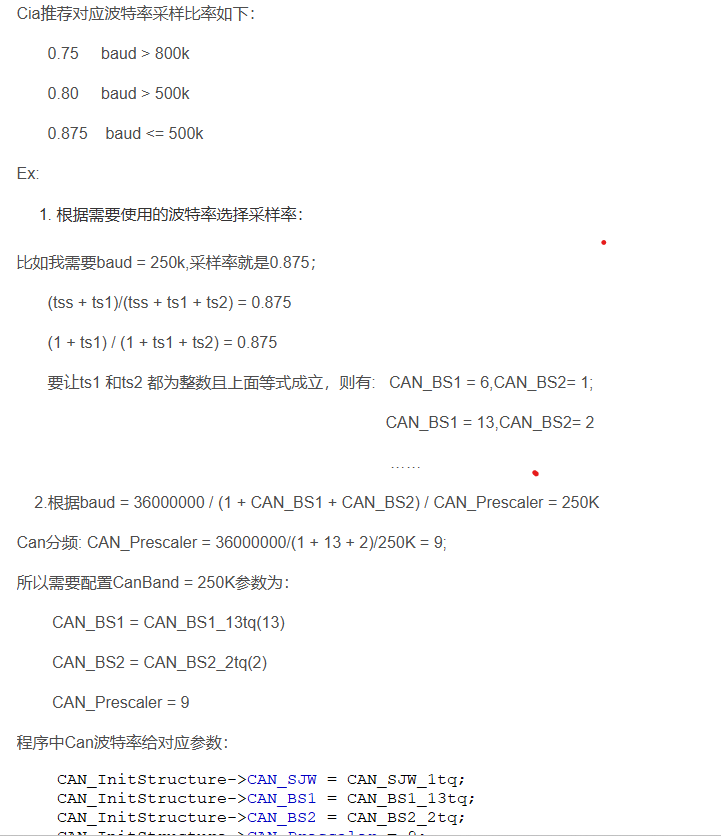 Cia推荐对应波特率采样比率如下：
0.75 baud > 800k
0.80 baud > 500k
0.875 baud <= 500k
Ex:
1. 根据需要使用的波特率选择采样率：
比如我需要baud = 250k,采样率就是0.875；
(tss + ts1)/(tss + ts1 + ts2) = 0.875
(1 + ts1) / (1 + ts1 + ts2) = 0.875
要让ts1 和ts2 都为整数且上面等式成立，则有: CAN_BS1 = 6,CAN_BS2= 1;
CAN_BS1 = 13,CAN_BS2= 2
……
2.根据baud = 36000000 / (1 + CAN_BS1 + CAN_BS2) / CAN_Prescaler = 250K
Can分频: CAN_Prescaler = 36000000/(1 + 13 + 2)/250K = 9;
所以需要配置CanBand = 250K参数为：
CAN_BS1 = CAN_BS1_13tq(13)
CAN_BS2 = CAN_BS2_2tq(2)
CAN_Prescaler = 9
程序中Can波特率给对应参数：
CAN_InitStructure->CAN_SJW = CAN_SJW_1tq;
CAN_InitStructure->CAN_BS1 = CAN_BS1_13tq;
CAN_InitStructure->CAN_BS2 = CAN_BS2_2tq;
CAN_InitStructure->CAN_Prescaler = 9;